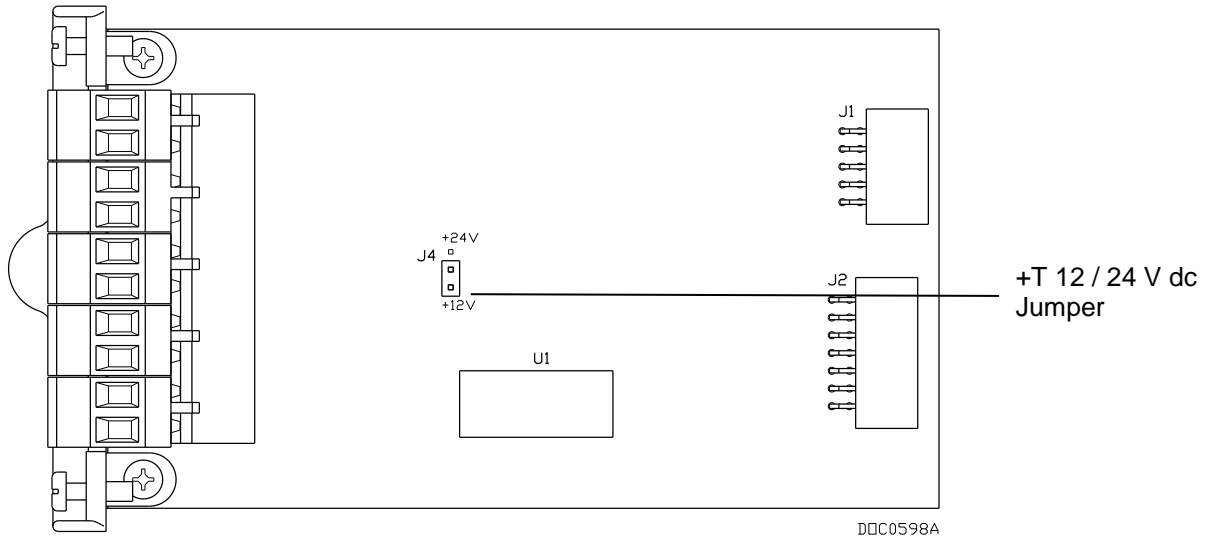 J1
+24V
J4
+12V
J2
+T 12 / 24 V dc
Jumper
U1
DOC0598A